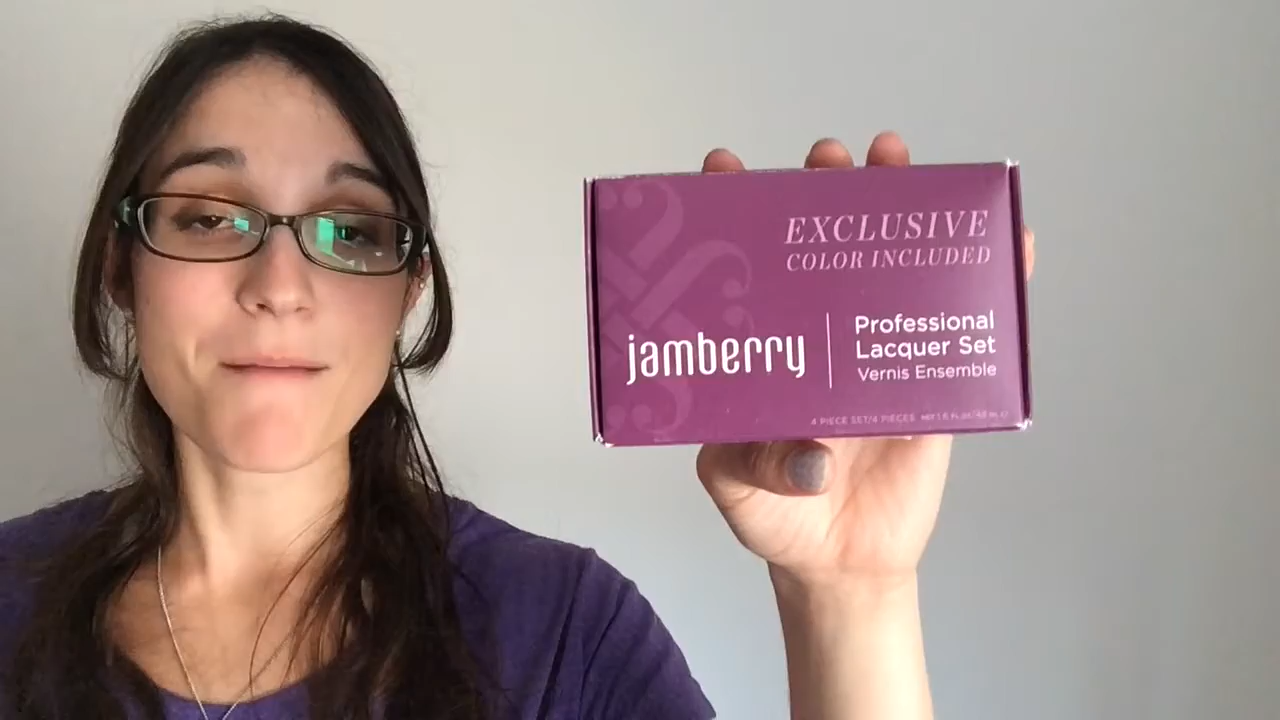 EXCLUSIVE
COLOR INCLUDED
jamberry
Professional
Lacquer Set
Vernis Ensemble
4 PIECE SET/4 PIECES